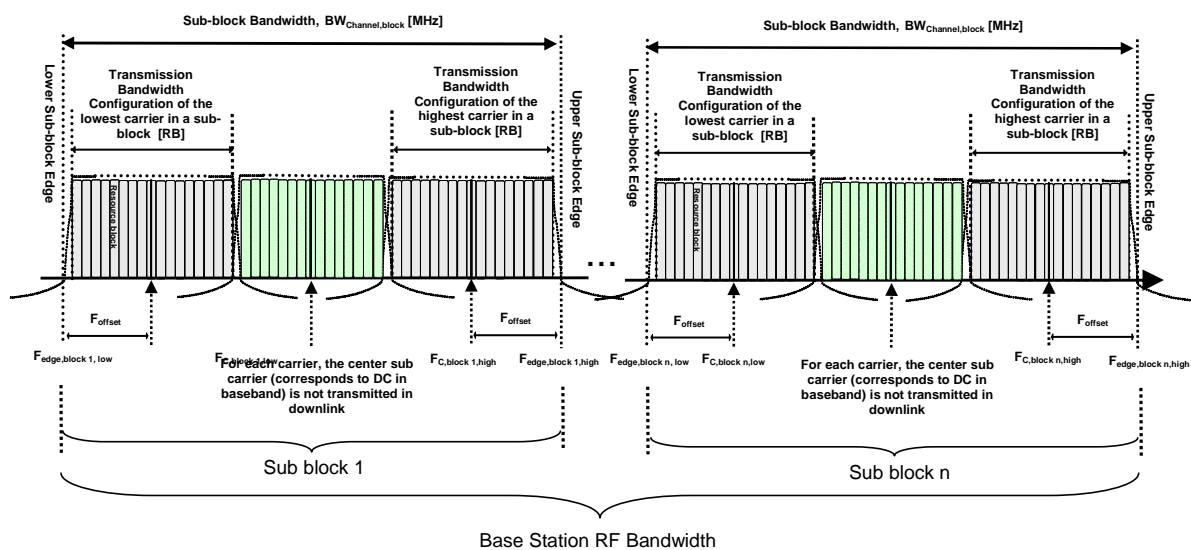 Sub-block Bandwidth, BWChannel,block [MHz]
Lower Sub-block Edge
Transmission
Bandwidth
Configuration of the
lowest carrier in a sub-
block [RB]
Transmission
Bandwidth
Configuration of the
highest carrier in a
sub-block [RB]
Upper Sub-block Edge
Resource block
Foffset
Foffset
Fedge,block 1, low
FC,block 1,low
FC,block 1,high
Fedge,block 1,high
For each carrier, the center sub
carrier (corresponds to DC in
baseband) is not transmitted in
downlink
Sub block 1
...
Sub-block Bandwidth, BWChannel,block [MHz]
Lower Sub-block Edge
Transmission
Bandwidth
Configuration of the
lowest carrier in a
sub-block [RB]
Transmission
Bandwidth
Configuration of the
highest carrier in a
sub-block [RB]
Upper Sub-block Edge
Resource block
Foffset
Foffset
Fedge,block n, low
FC,block n,low
FC,block n,high
Fedge,block n,high
For each carrier, the center sub
carrier (corresponds to DC in
baseband) is not transmitted in
downlink
Sub block n
Base Station RF Bandwidth